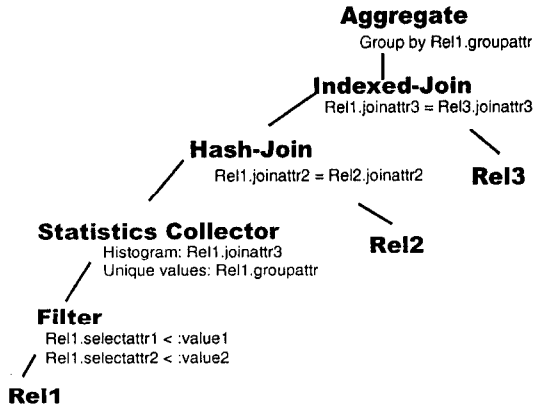 Aggregate
Group by Rel1.groupattr
Indexed-Join
Rel1.joinattr3 = Rel3.joinattr3
Hash-Join
Rel1.joinattr2 = Rel2.joinattr2
Rel3
Statistics Collector
Histogram: Rel1.joinattr3
Unique values: Rel1.groupattr
Rel2
Filter
Rel1.selectattr1 < :value1
Rel1.selectattr2 < :value2
Rel1